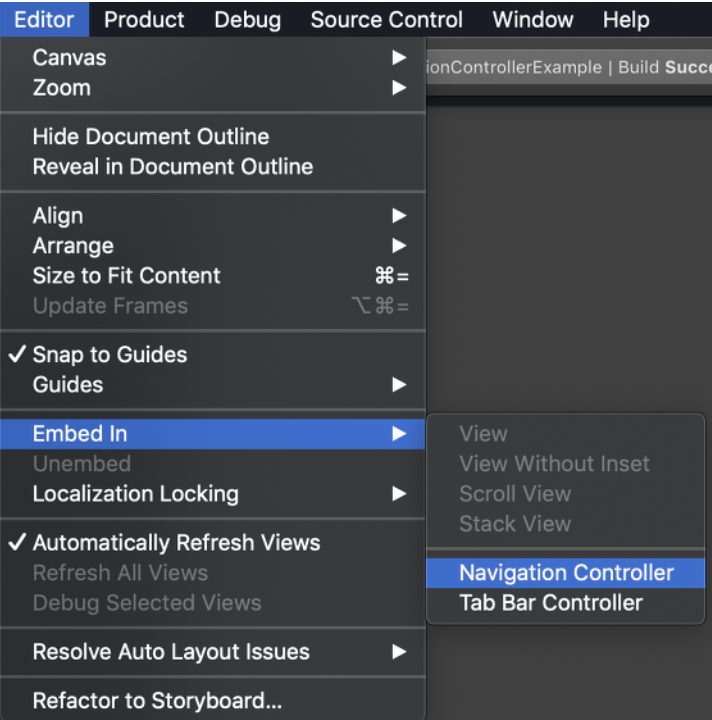 Editor Product Debug Source Control Window Help
Canvas ▶
ionControllerExample | Build Succe
Zoom ▶
Hide Document Outline
Reveal in Document Outline
Align ▶
Arrange ▶
Size to Fit Content ⌘=
Update Frames ⌥⌘=
✓ Snap to Guides
Guides ▶
Embed In ▶
Unembed
Localization Locking ▶
✓ Automatically Refresh Views
Refresh All Views
Debug Selected Views
Resolve Auto Layout Issues ▶
Refactor to Storyboard...
View
View Without Inset
Scroll View
Stack View
Navigation Controller
Tab Bar Controller